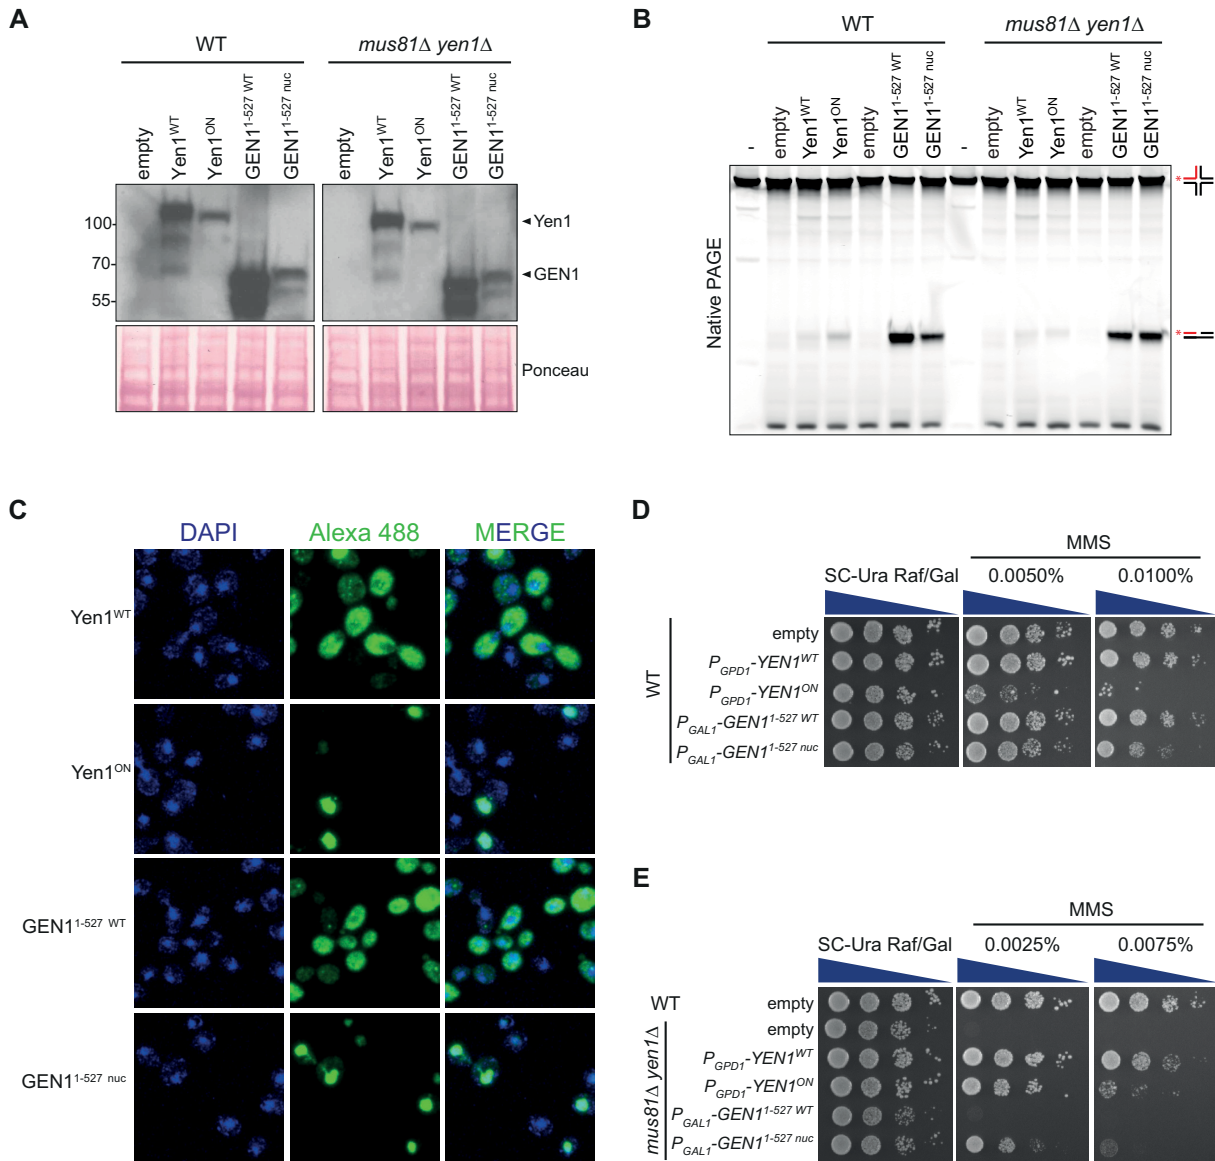 A
WT
mus81Δ yen1Δ
empty
Yen1WT
Yen1ON
GEN11-527 WT
GEN11-527 nuc
empty
Yen1WT
Yen1ON
GEN11-527 WT
GEN11-527 nuc
100
70
55
Yen1
GEN1
Ponceau
B
WT
mus81Δ yen1Δ
-
empty
Yen1WT
Yen1ON
empty
GEN11-527 WT
GEN11-527 nuc
-
empty
Yen1WT
Yen1ON
empty
GEN11-527 WT
GEN11-527 nuc
Native PAGE
*
*
C
DAPI Alexa 488 MERGE
Yen1WT
Yen1ON
GEN11-527 WT
GEN11-527 nuc
D
MMS
SC-Ura Raf/Gal 0.0050% 0.0100%
WT
empty
PGPD1-YEN1WT
PGPD1-YEN1ON
PGAL1-GEN11-527 WT
PGAL1-GEN11-527 nuc
E
MMS
SC-Ura Raf/Gal 0.0025% 0.0075%
WT empty
mus81Δ yen1Δ
empty
PGPD1-YEN1WT
PGPD1-YEN1ON
PGAL1-GEN11-527 WT
PGAL1-GEN11-527 nuc